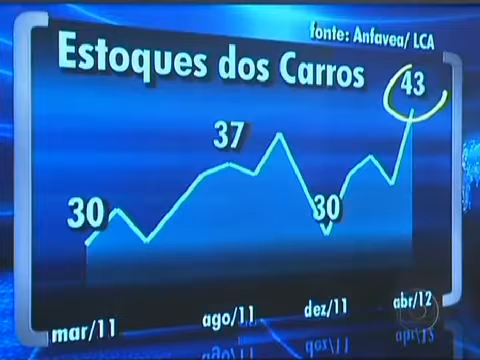 fonte: Anfavea/ LCA
Estoques dos Carros
43
37
30
30
mar/11
ago/11
dez/11
abr/12